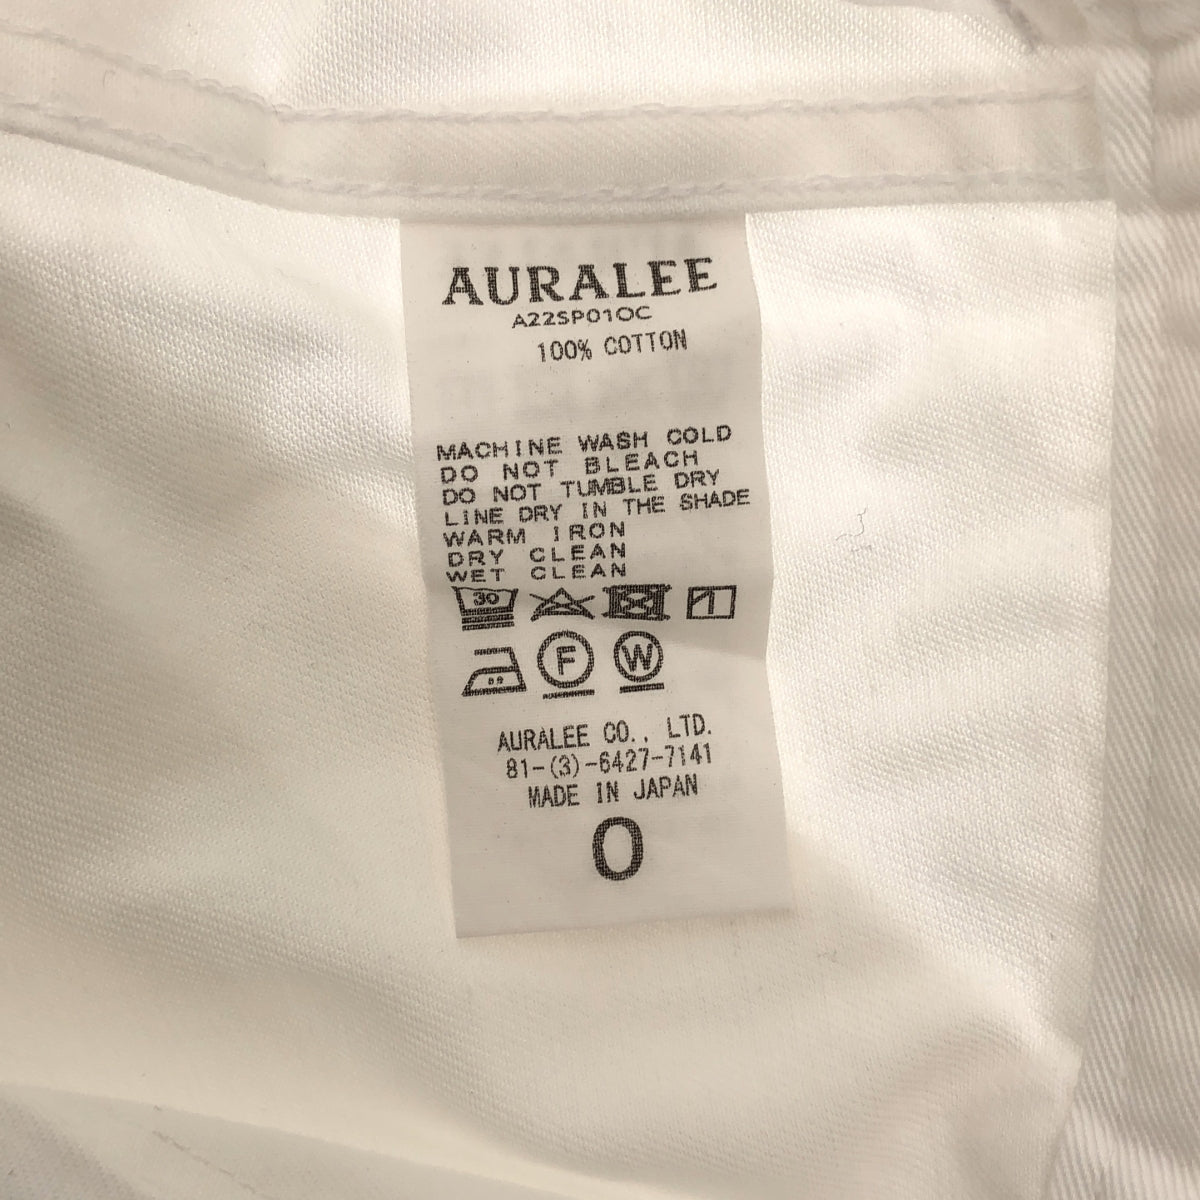 AURALEE
A22SP01OC
100% COTTON
MACHINE WASH COLD
DO NOT BLEACH
DO NOT TUMBLE DRY
LINE DRY IN THE SHADE
WARM IRON
DRY CLEAN
WET CLEAN
30
F W
AURALEE CO., LTD.
81-(3)-6427-7141
MADE IN JAPAN
0